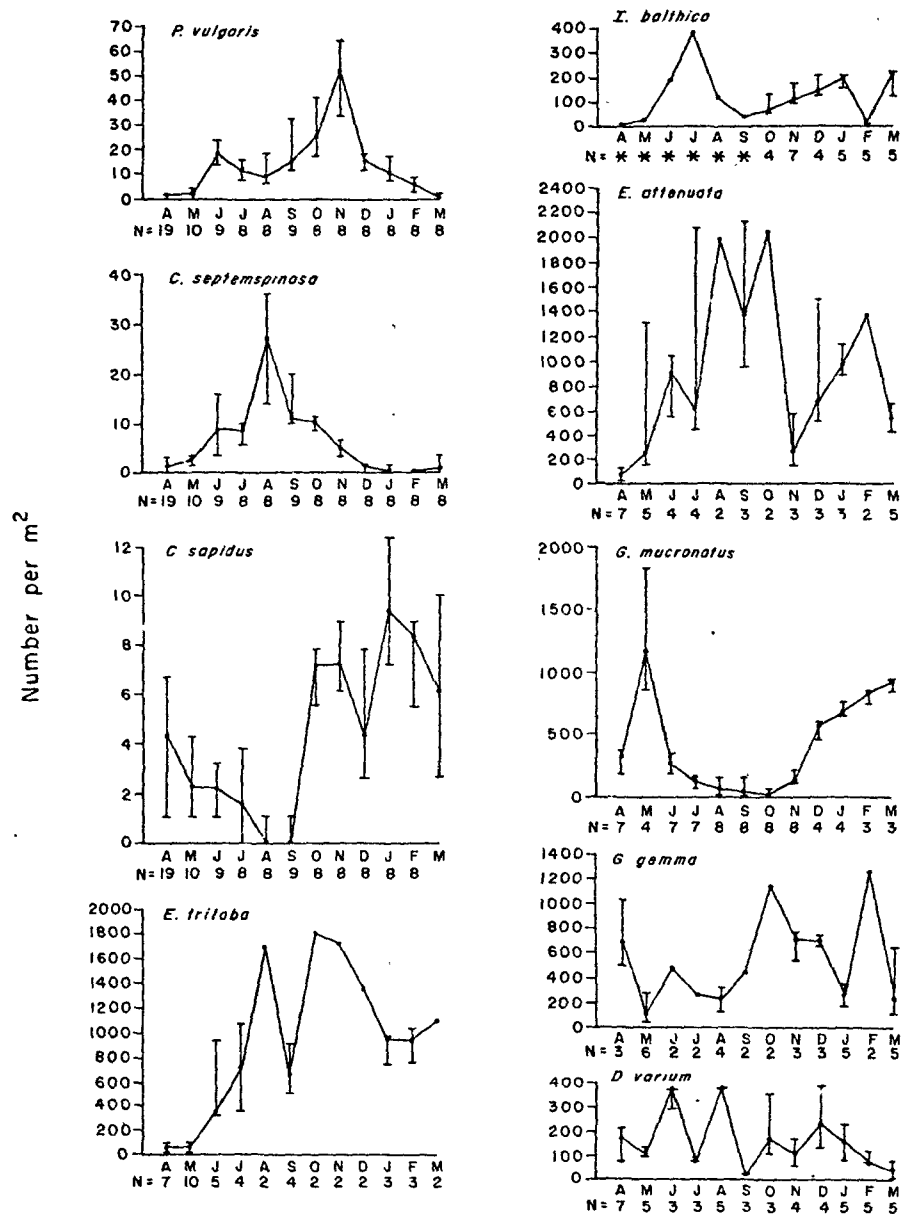 Number per m²
P. vulgaris
70
60
50
40
30
20
10
0
A M J J A S O N D J F M
N=19 10 9 8 8 9 8 8 8 8 8 8
C. septemspinosa
40
30
20
10
0
A M J J A S O N D J F M
N=19 10 9 8 8 9 8 8 8 8 8 8
C sapidus
12
10
8
6
4
2
0
A M J J A S O N D J F M
N=19 10 9 8 8 9 8 8 8 8 8
E. triloba
2000
1800
1600
1400
1200
1000
800
600
400
200
0
A M J J A S O N D J F M
N=7 10 5 4 2 4 2 2 2 3 3 2
I. balthica
400
300
200
100
0
A M J J A S O N D J F M
N= * * * * * * 4 7 4 5 5 5
E. attenuata
2400
2200
2000
1800
1600
1400
1200
1000
800
600
400
200
0
A M J J A S O N D J F M
N=7 5 4 4 2 3 2 3 3 3 2 5
G. mucronatus
2000
1500
1000
500
0
A M J J A S O N D J F M
N=7 4 7 7 8 8 8 8 4 4 3 3
G gemma
1400
1200
1000
800
600
400
200
0
A M J J A S O N D J F M
N=3 6 2 3 4 2 2 3 3 5 2 5
D varium
400
300
200
100
0
A M J J A S O N D J F M
N=7 5 3 3 5 3 3 4 4 5 5 5